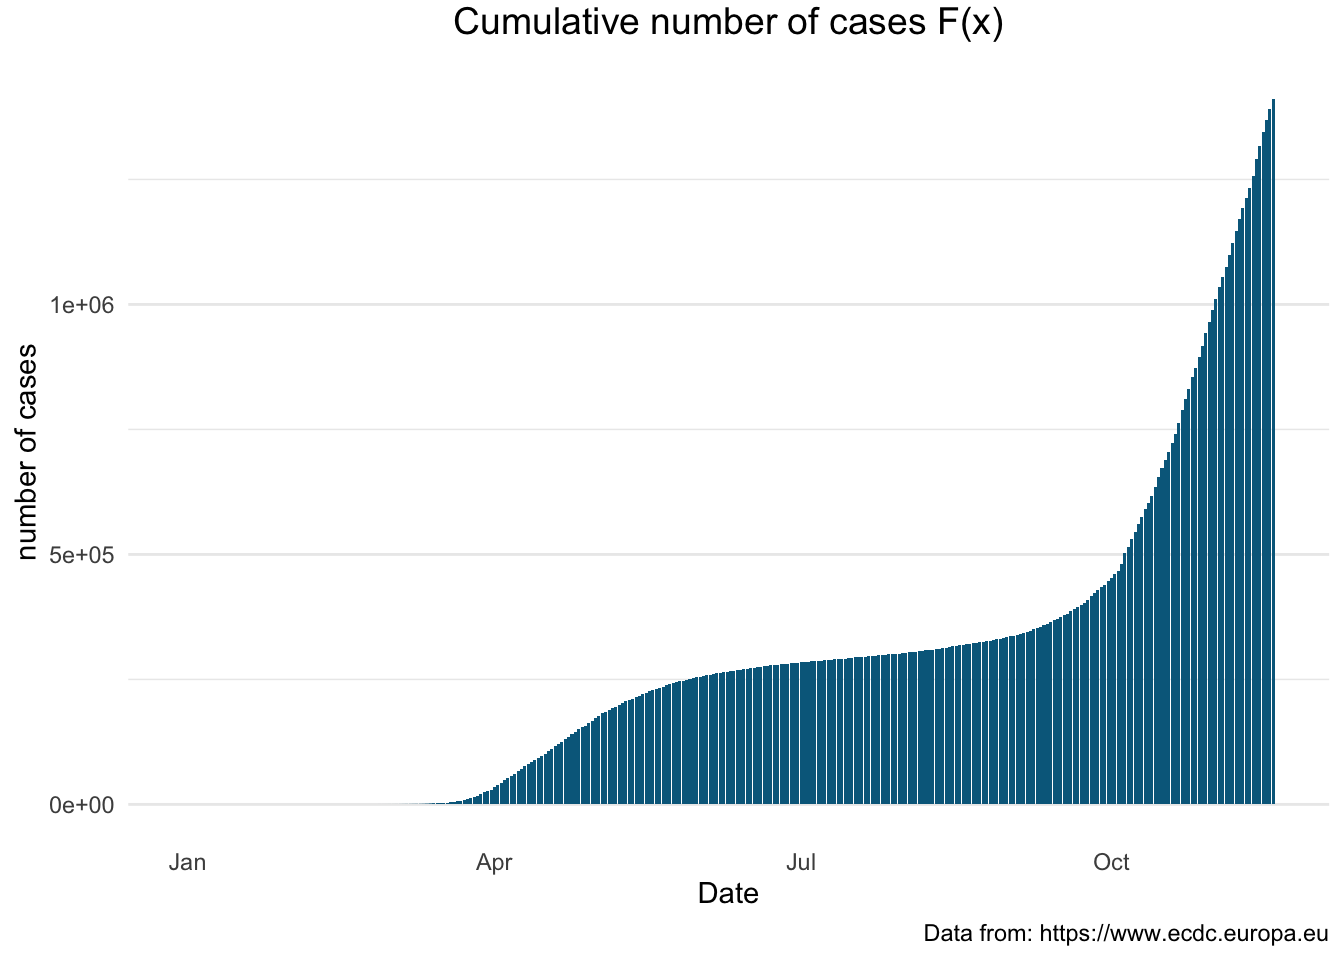 Cumulative number of cases F(x)
number of cases
1e+06
5e+05
0e+00
Jan Apr Jul Oct
Date
Data from: https://www.ecdc.europa.eu